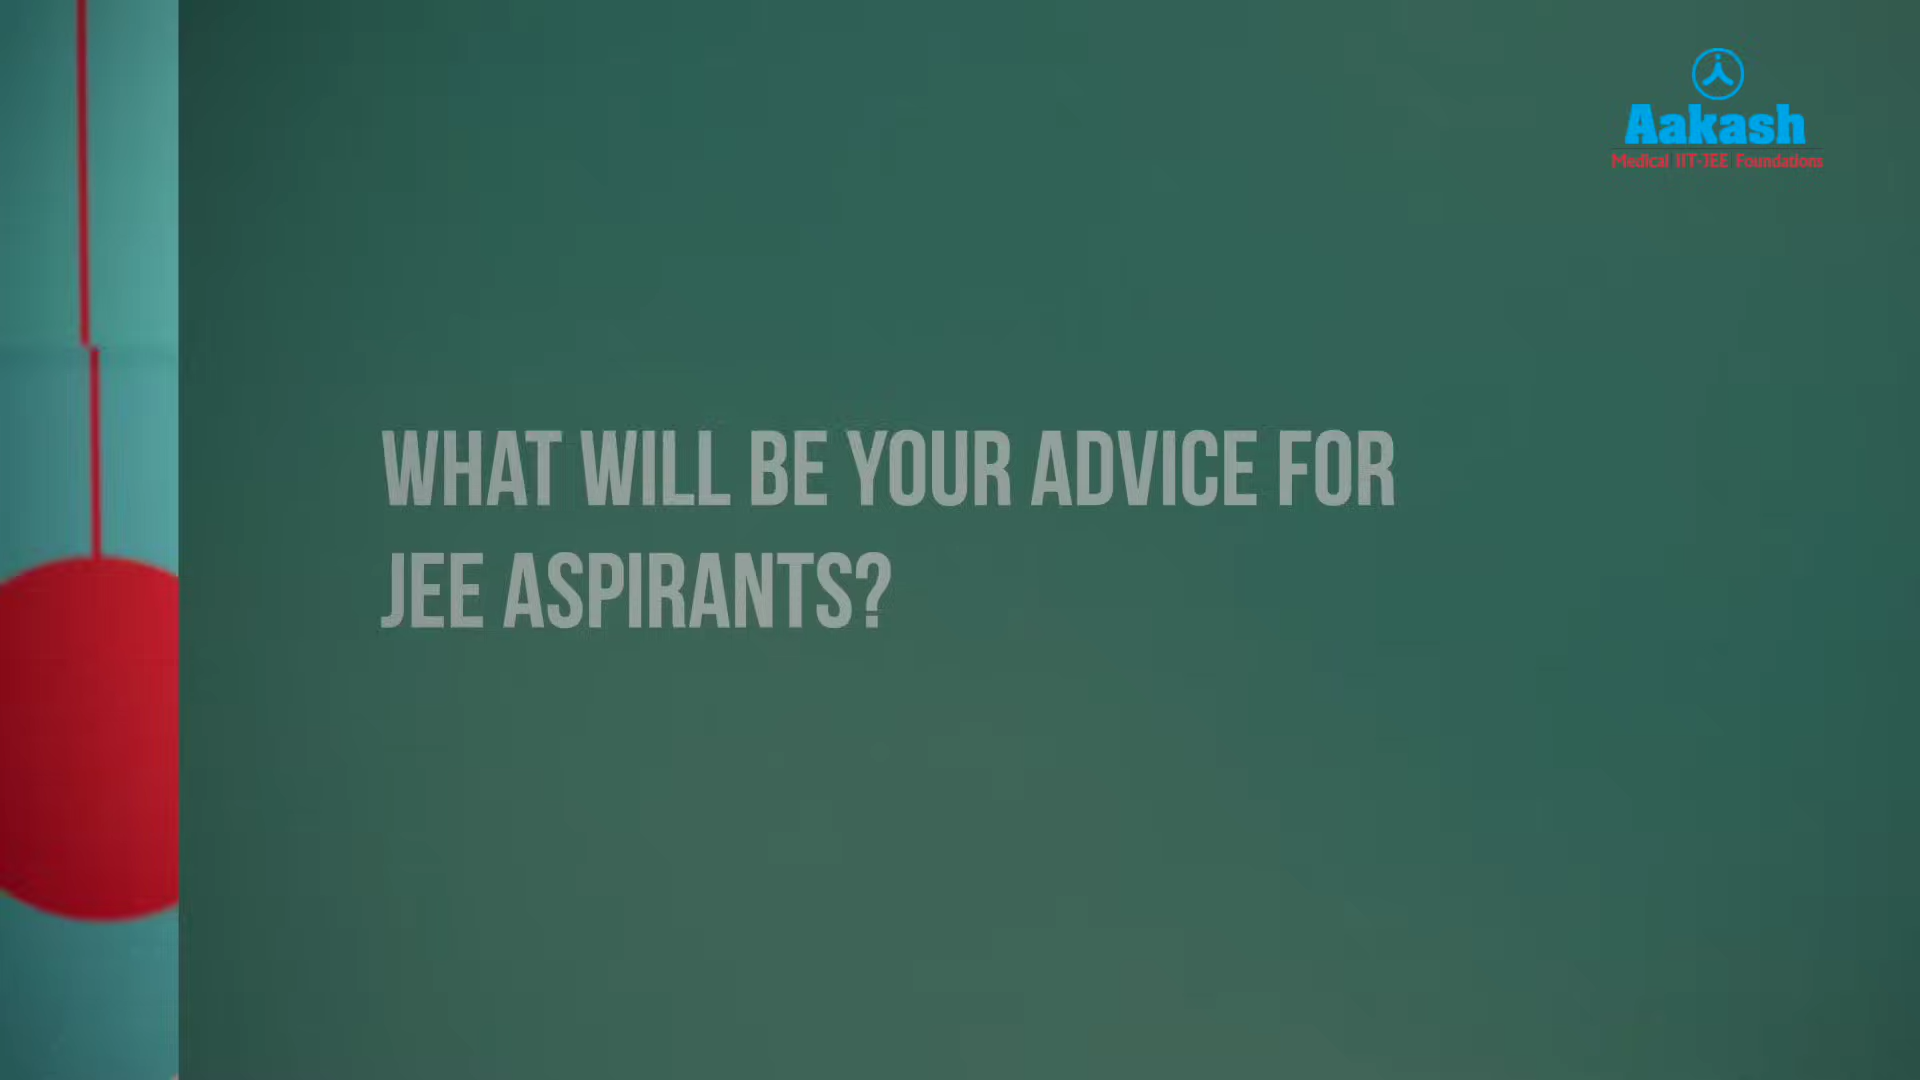 Aakash
Medical IIT-JEE Foundations
WHAT WILL BE YOUR ADVICE FOR
JEE ASPIRANTS?